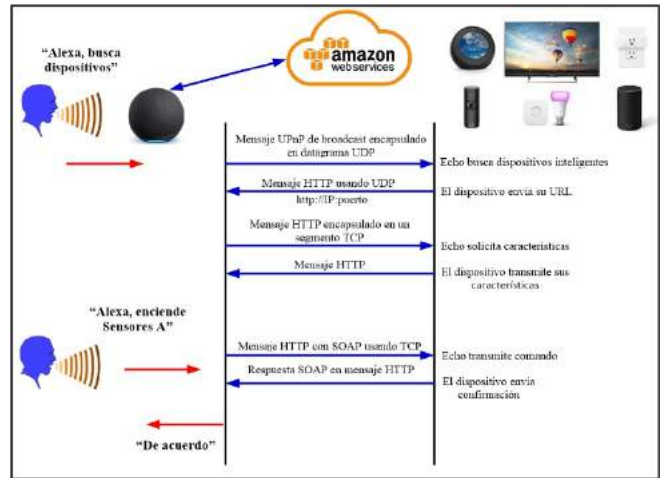 “Alexa, busca
dispositivos”
amazon
webservices
Mensaje UPnP de broadcast encapsulado
en datagrama UDP
Echo busca dispositivos inteligentes
Mensaje HTTP usando UDP
http://IP:puerto
El dispositivo envía su URL
Mensaje HTTP encapsulado en un
segmento TCP
Echo solicita características
Mensaje HTTP
El dispositivo transmite sus
características
“Alexa, enciende
Sensores A”
Mensaje HTTP con SOAP usando TCP
Echo transmite comando
Respuesta SOAP en mensaje HTTP
El dispositivo envía
confirmación
“De acuerdo”